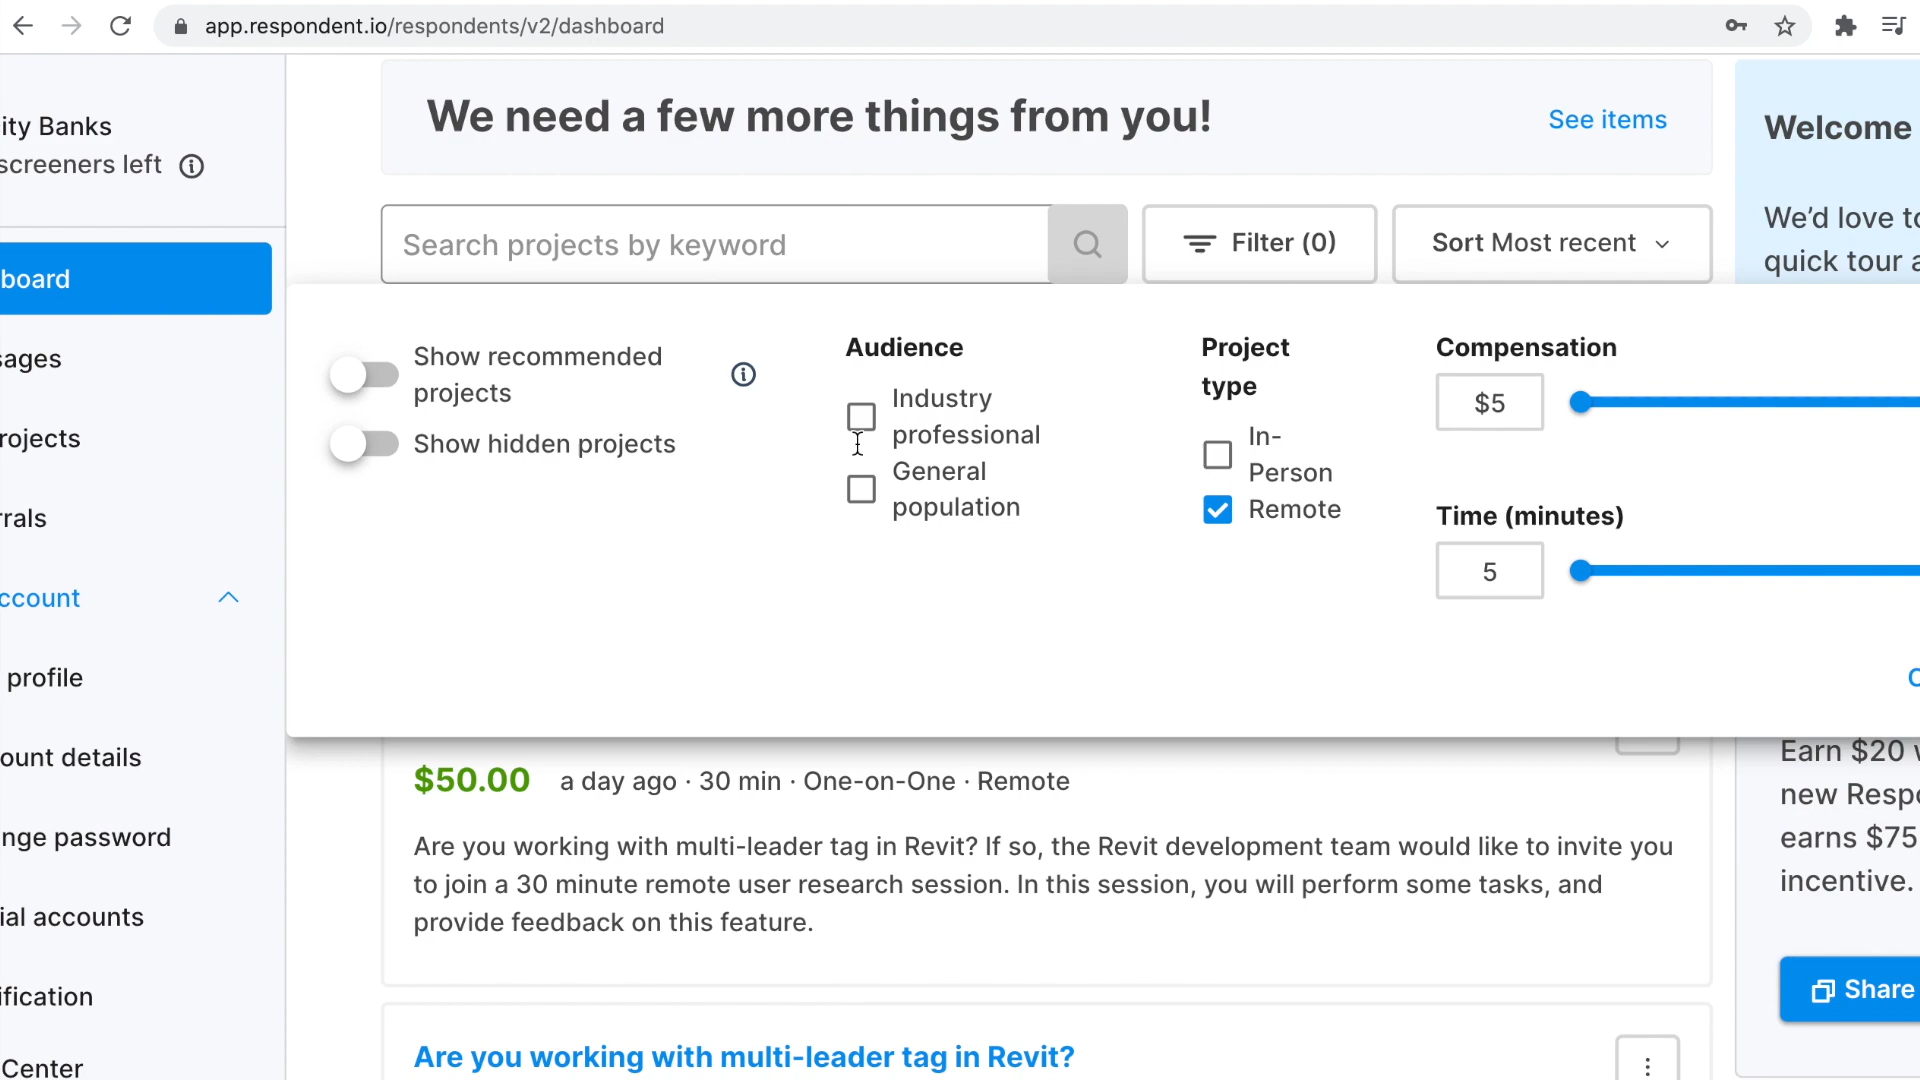 app.respondent.io/respondents/v2/dashboard
ity Banks
screeners left
board
sages
rojects
rrals
ccount
profile
ount details
nge password
ial accounts
ification
Center
We need a few more things from you!
See items
Search projects by keyword
Filter (0)
Sort Most recent
Show recommended
projects
Show hidden projects
Audience
Industry
professional
General
population
Project
type
In-
Person
Remote
Compensation
$5
Time (minutes)
5
$50.00 a day ago · 30 min · One-on-One · Remote
Are you working with multi-leader tag in Revit? If so, the Revit development team would like to invite you
to join a 30 minute remote user research session. In this session, you will perform some tasks, and
provide feedback on this feature.
Are you working with multi-leader tag in Revit?
Welcome
We'd love to
quick tour a
Earn $20 w
new Respo
earns $75
incentive.
Share